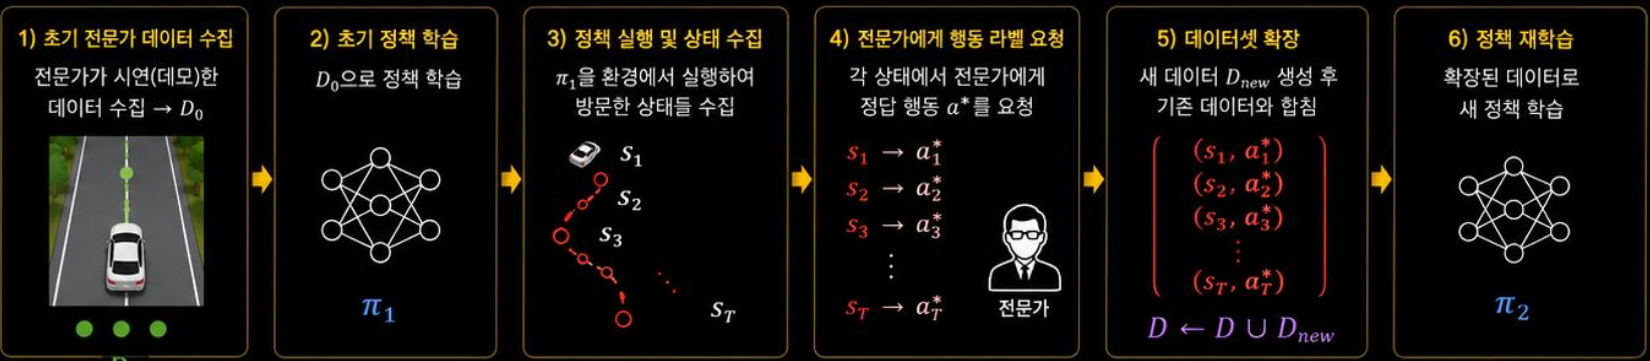 1) 초기 전문가 데이터 수집
전문가가 시연(데모)한
데이터 수집 → D₀
2) 초기 정책 학습
D₀으로 정책 학습
π₁
3) 정책 실행 및 상태 수집
π₁을 환경에서 실행하여
방문한 상태들 수집
s₁
s₂
s₃
s_T
4) 전문가에게 행동 라벨 요청
각 상태에서 전문가에게
정답 행동 a*를 요청
s₁ → a₁*
s₂ → a₂*
s₃ → a₃*
⋮
s_T → a_T*
전문가
5) 데이터셋 확장
새 데이터 D_new 생성 후
기존 데이터와 합침
(s₁, a₁*)
(s₂, a₂*)
(s₃, a₃*)
⋮
(s_T, a_T*)
D ← D ∪ D_new
6) 정책 재학습
확장된 데이터로
새 정책 학습
π₂